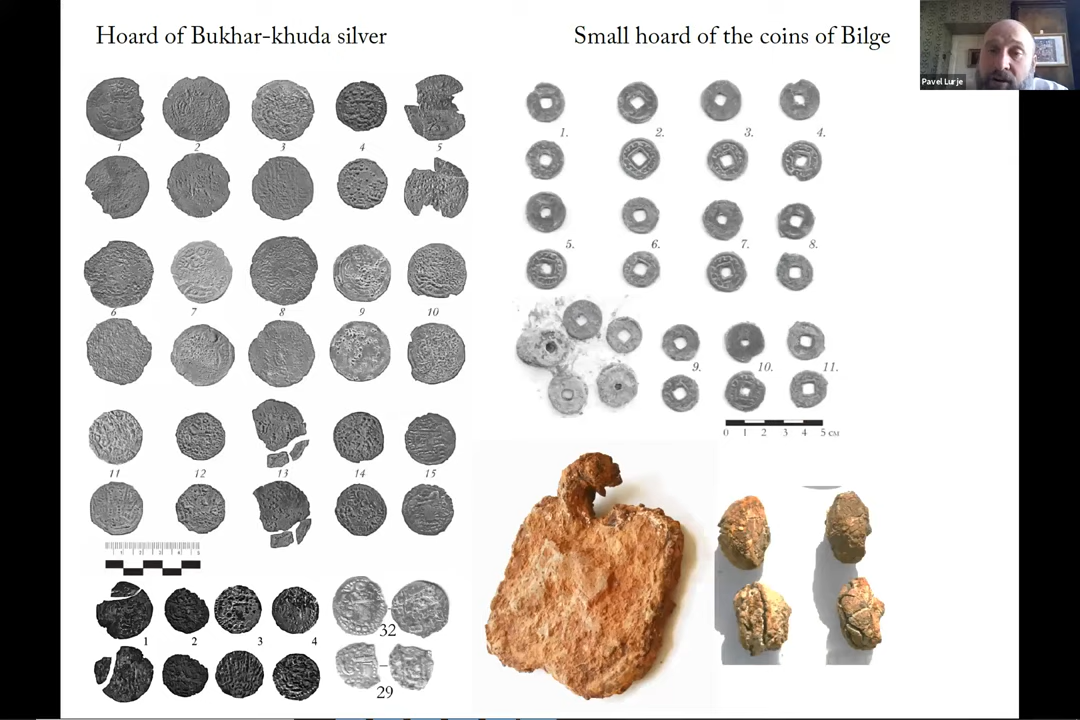 Hoard of Bukhar-khuda silver
Small hoard of the coins of Bilge
Pavel Lurje
1 2 3 4 5
6 7 8 9 10
11 12 13 14 15
1 2 3 4
32
29
1. 2. 3. 4.
5. 6. 7. 8.
9. 10. 11.
0 1 2 3 4 5 СМ